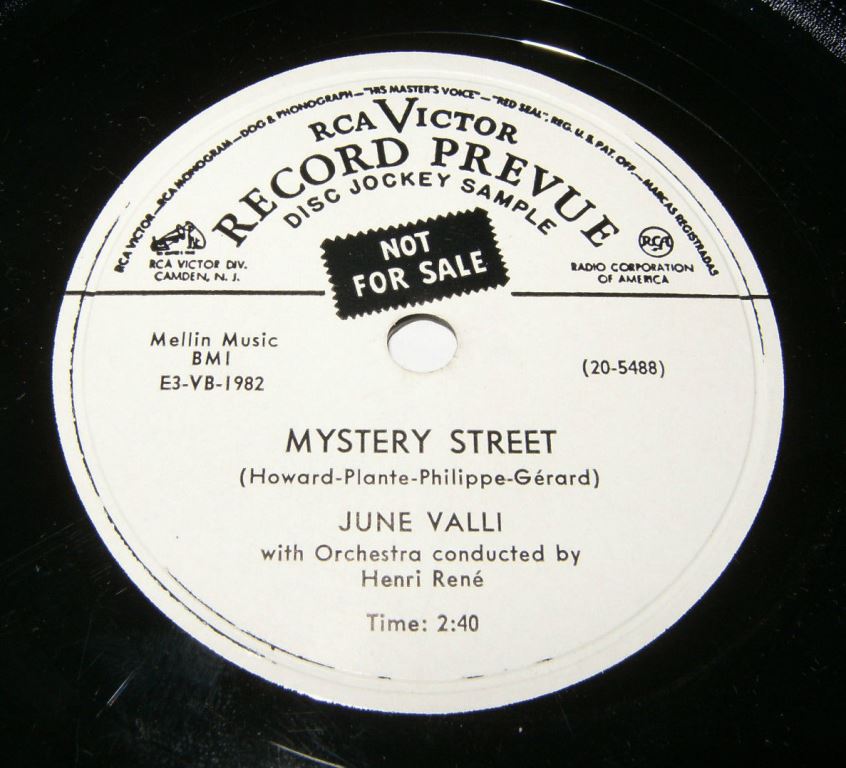 RCA VICTOR—RCA MONOGRAM—DOG & PHONOGRAPH—"HIS MASTER'S VOICE"—"RED SEAL", REG. U. S. PAT. OFF.—MARCAS REGISTRADAS
RCA VICTOR
RECORD PREVUE
DISC JOCKEY SAMPLE
NOT
FOR SALE
RCA VICTOR DIV.
CAMDEN, N. J.
RCA
RADIO CORPORATION
OF AMERICA
Mellin Music
BMI
E3-VB-1982
(20-5488)
MYSTERY STREET
(Howard-Plante-Philippe-Gérard)
JUNE VALLI
with Orchestra conducted by
Henri René
Time: 2:40